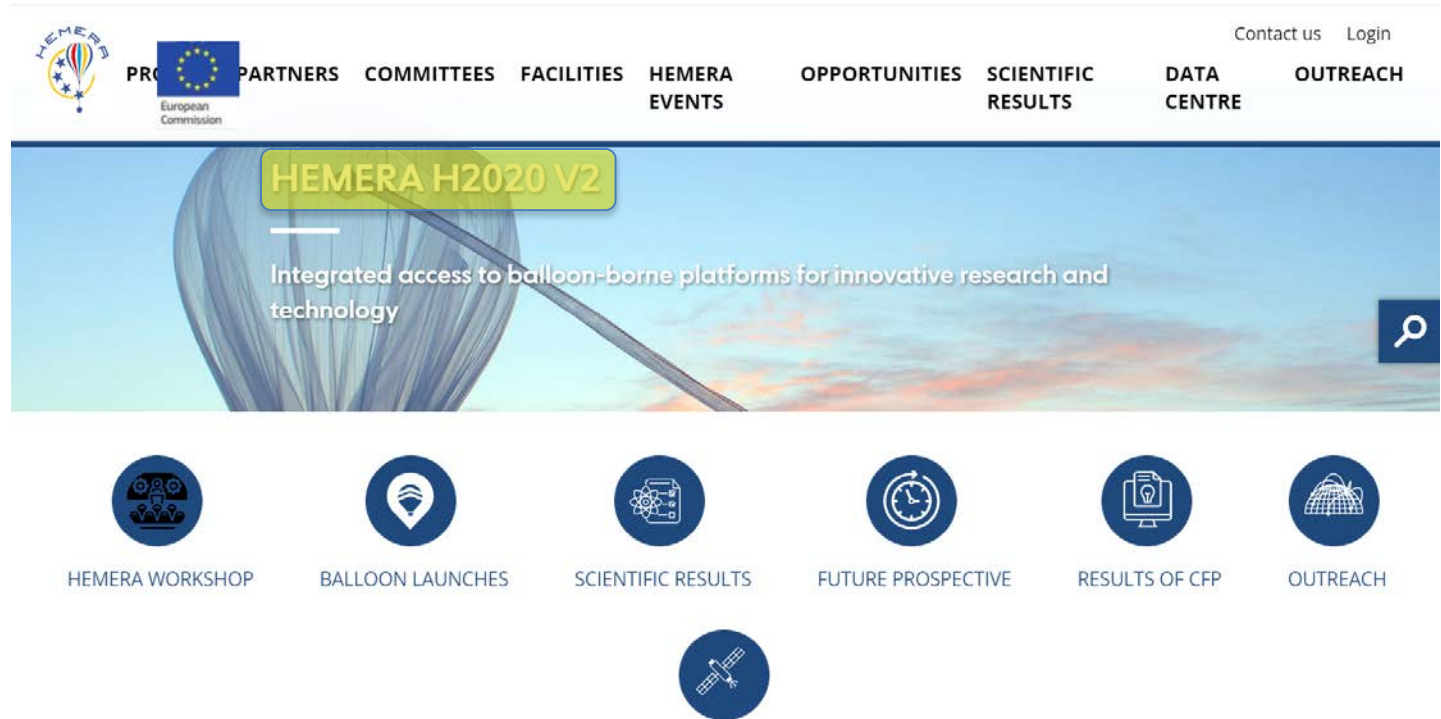 HEMERA
Contact us Login
PARTNERS COMMITTEES FACILITIES HEMERA EVENTS OPPORTUNITIES SCIENTIFIC RESULTS DATA CENTRE OUTREACH
European
Commission
HEMERA H2020 V2
Integrated access to balloon-borne platforms for innovative research and
technology
HEMERA WORKSHOP BALLOON LAUNCHES SCIENTIFIC RESULTS FUTURE PROSPECTIVE RESULTS OF CFP OUTREACH